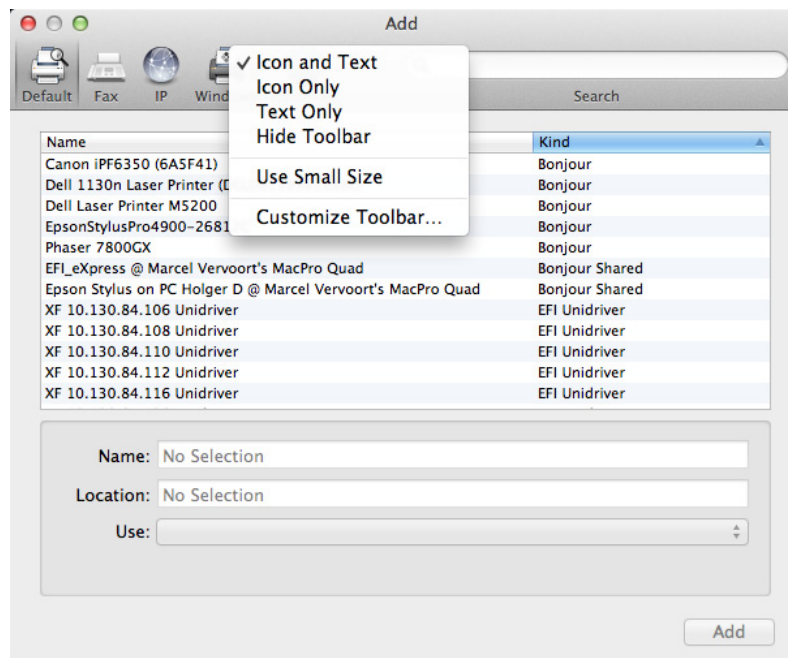 Add
Default Fax IP Wind
Search
✓ Icon and Text
Icon Only
Text Only
Hide Toolbar
Use Small Size
Customize Toolbar...
Name Kind
Canon iPF6350 (6A5F41) Bonjour
Dell 1130n Laser Printer (D Bonjour
Dell Laser Printer M5200 Bonjour
EpsonStylusPro4900-2681 Bonjour
Phaser 7800GX Bonjour
EFI_eXpress @ Marcel Vervoort's MacPro Quad Bonjour Shared
Epson Stylus on PC Holger D @ Marcel Vervoort's MacPro Quad Bonjour Shared
XF 10.130.84.106 Unidriver EFI Unidriver
XF 10.130.84.108 Unidriver EFI Unidriver
XF 10.130.84.110 Unidriver EFI Unidriver
XF 10.130.84.112 Unidriver EFI Unidriver
XF 10.130.84.116 Unidriver EFI Unidriver
Name: No Selection
Location: No Selection
Use:
Add